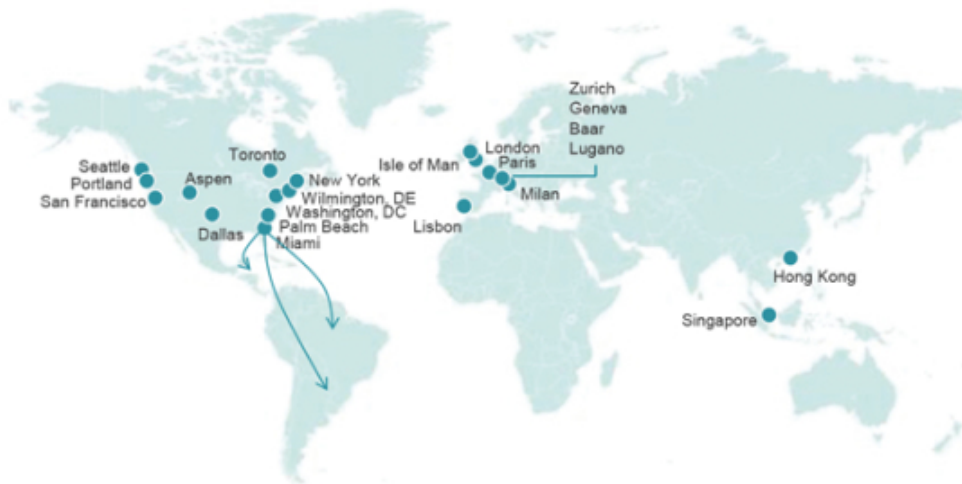 Zurich
Geneva
Baar
Lugano
London
Isle of Man
Paris
Milan
Lisbon
Toronto
Seattle
Portland
San Francisco
Aspen
New York
Wilmington, DE
Washington, DC
Dallas
Palm Beach
Miami
Hong Kong
Singapore